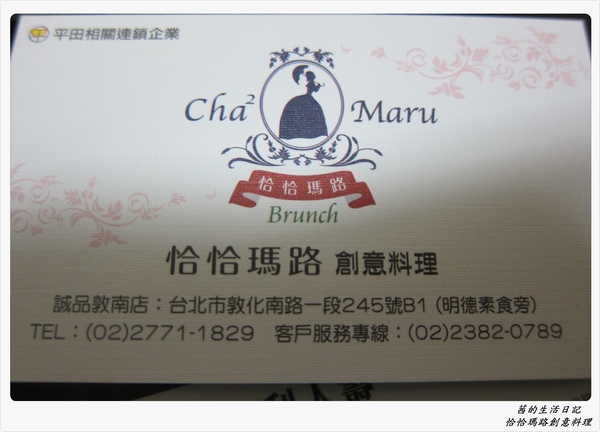 平田相關連鎖企業
Cha² Maru
恰恰瑪路
Brunch
恰恰瑪路 創意料理
誠品敦南店：台北市敦化南路一段245號B1 (明德素食旁)
TEL：(02)2771-1829 客戶服務專線：(02)2382-0789
茜的生活日記
恰恰瑪路創意料理